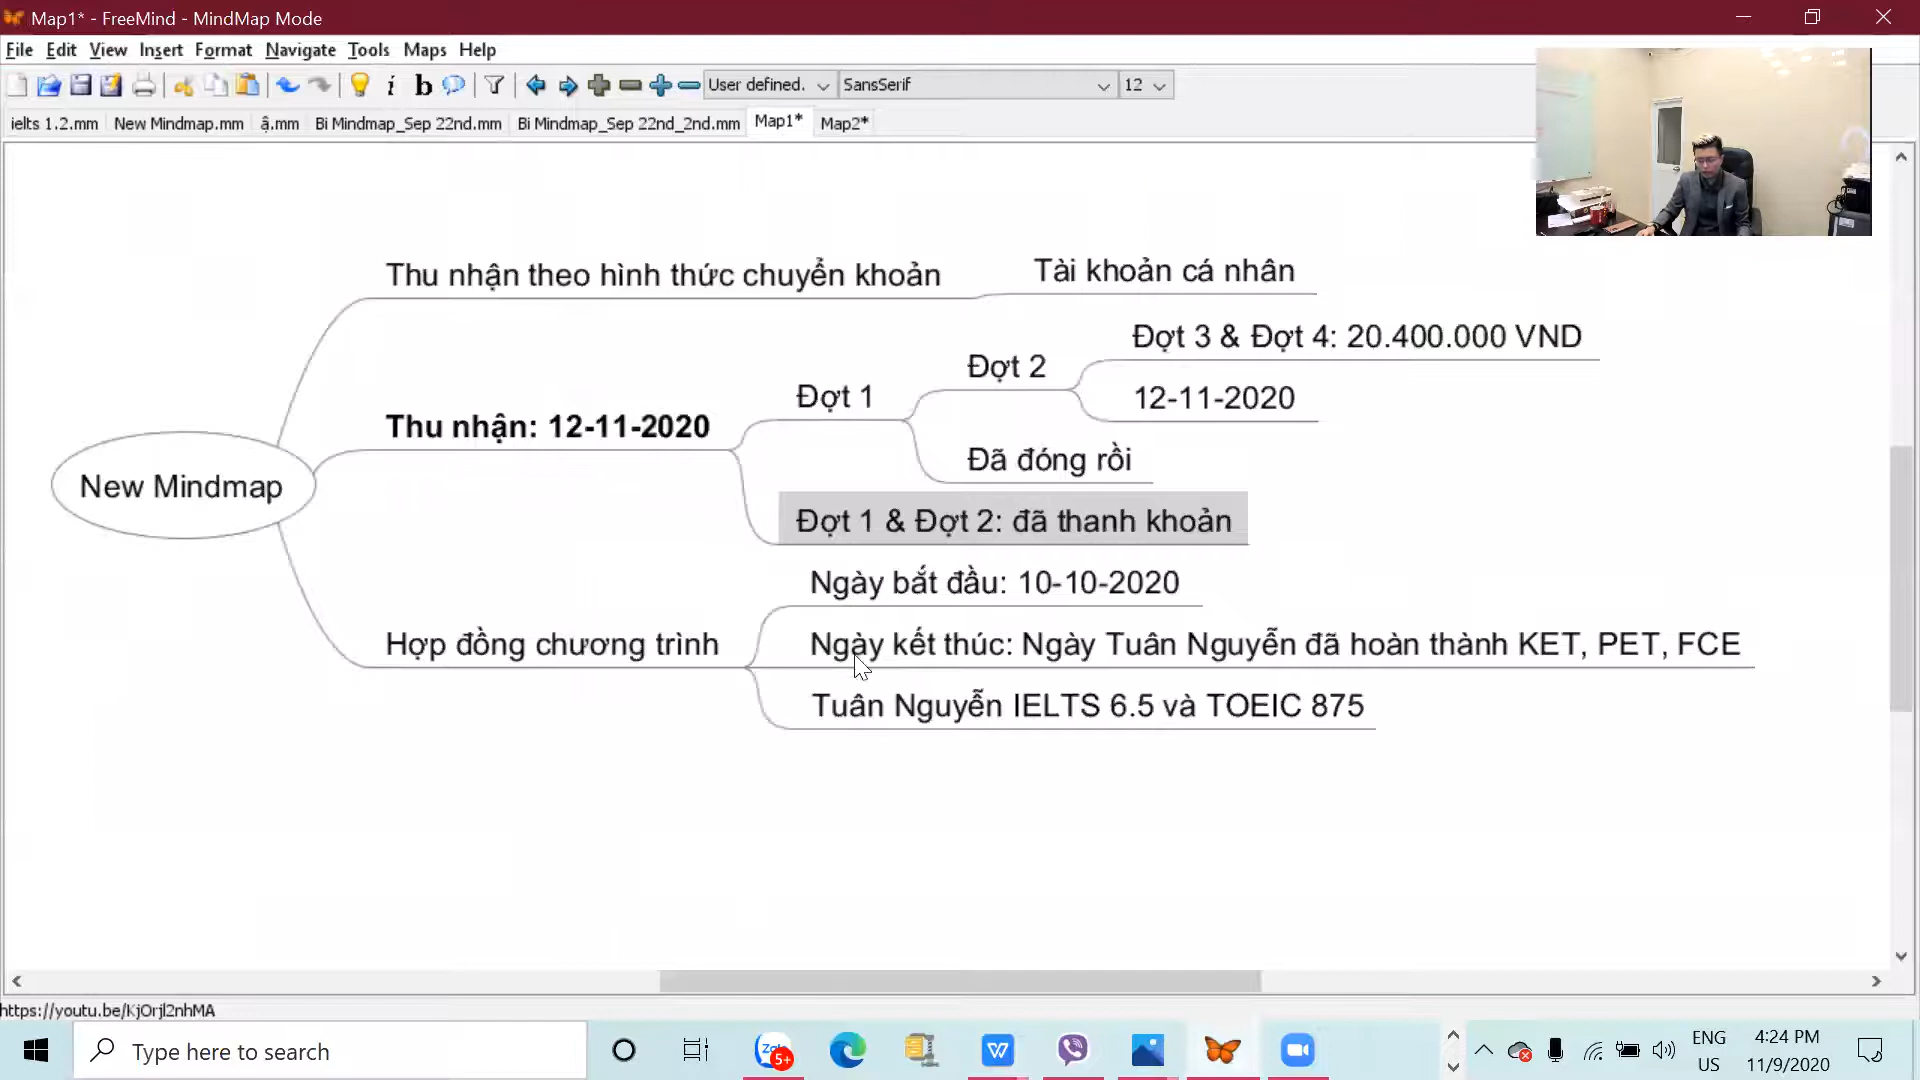 Map1* - FreeMind - MindMap Mode
File Edit View Insert Format Navigate Tools Maps Help
User defined. SansSerif 12
ielts 1.2.mm New Mindmap.mm ậ.mm Bi Mindmap_Sep 22nd.mm Bi Mindmap_Sep 22nd_2nd.mm Map1* Map2*
Thu nhận theo hình thức chuyển khoản
Tài khoản cá nhân
Đợt 3 & Đợt 4: 20.400.000 VND
Đợt 2
12-11-2020
Đợt 1
Thu nhận: 12-11-2020
Đã đóng rồi
New Mindmap
Đợt 1 & Đợt 2: đã thanh khoản
Ngày bắt đầu: 10-10-2020
Hợp đồng chương trình
Ngày kết thúc: Ngày Tuân Nguyễn đã hoàn thành KET, PET, FCE
Tuân Nguyễn IELTS 6.5 và TOEIC 875
https://youtu.be/KjOrjl2nhMA
Type here to search
5+
ENG
US
4:24 PM
11/9/2020